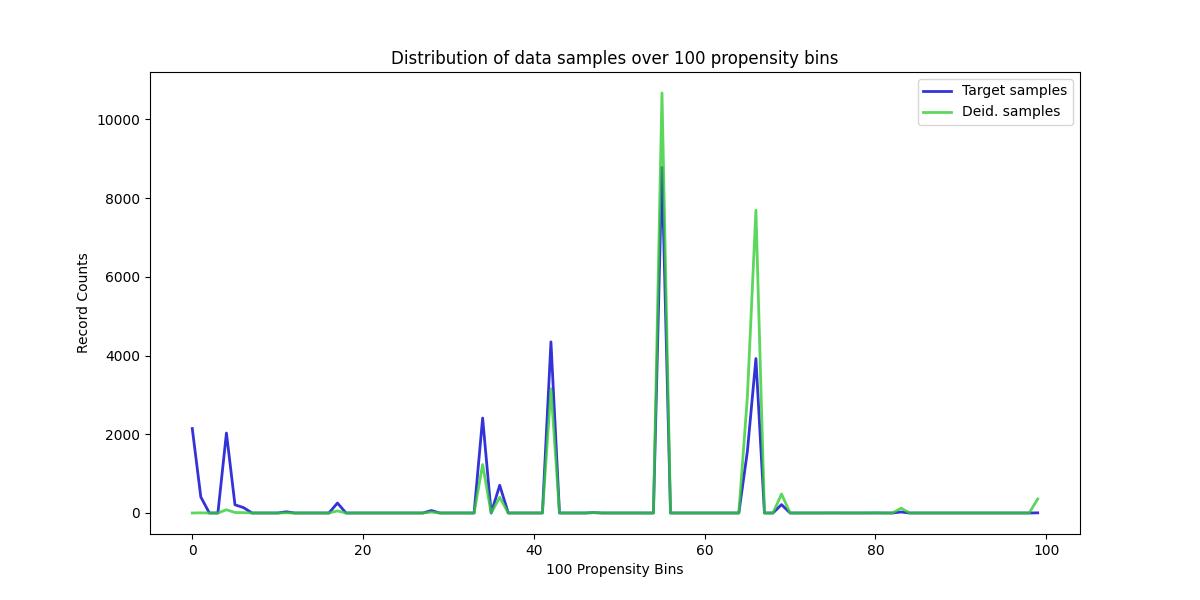 Distribution of data samples over 100 propensity bins
Target samples
Deid. samples
10000
8000
6000
4000
2000
0
Record Counts
0 20 40 60 80 100
100 Propensity Bins